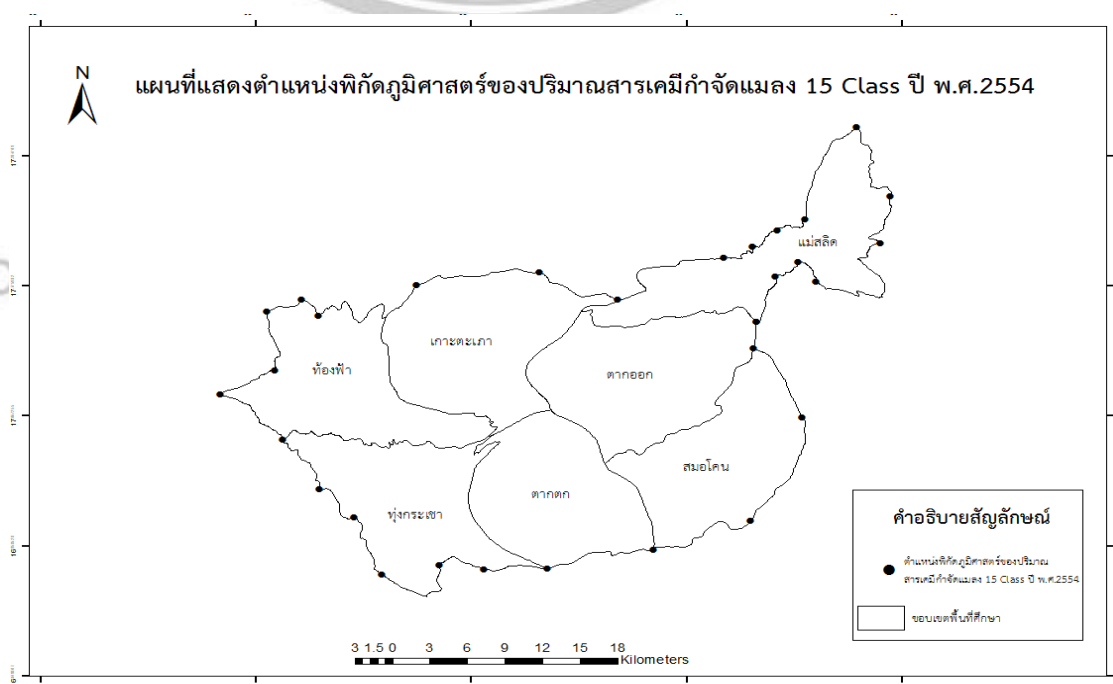 แผนที่แสดงตำแหน่งพิกัดภูมิศาสตร์ของปริมาณสารเคมีกำจัดแมลง 15 Class ปี พ.ศ.2554
N
แม่สลิด
เกาะตะเภา
ท้องฟ้า
ตากออก
สมอโคน
ตากตก
ทุ่งกระเชา
คำอธิบายสัญลักษณ์
ตำแหน่งพิกัดภูมิศาสตร์ของปริมาณ
สารเคมีกำจัดแมลง 15 Class ปี พ.ศ.2554
ขอบเขตพื้นที่ศึกษา
3 1.5 0 3 6 9 12 15 18
Kilometers